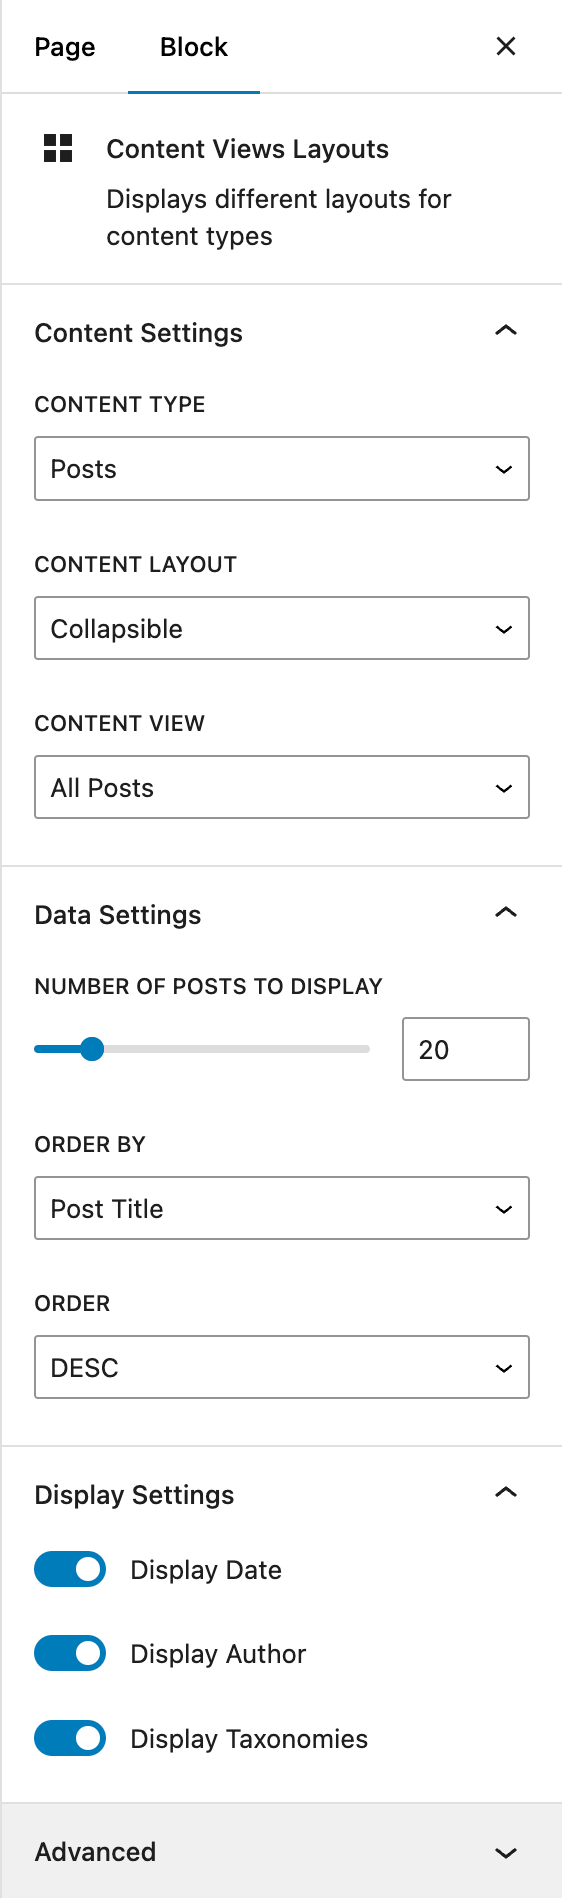 Page Block
Content Views Layouts
Displays different layouts for
content types
Content Settings
CONTENT TYPE
Posts
CONTENT LAYOUT
Collapsible
CONTENT VIEW
All Posts
Data Settings
NUMBER OF POSTS TO DISPLAY
20
ORDER BY
Post Title
ORDER
DESC
Display Settings
Display Date
Display Author
Display Taxonomies
Advanced